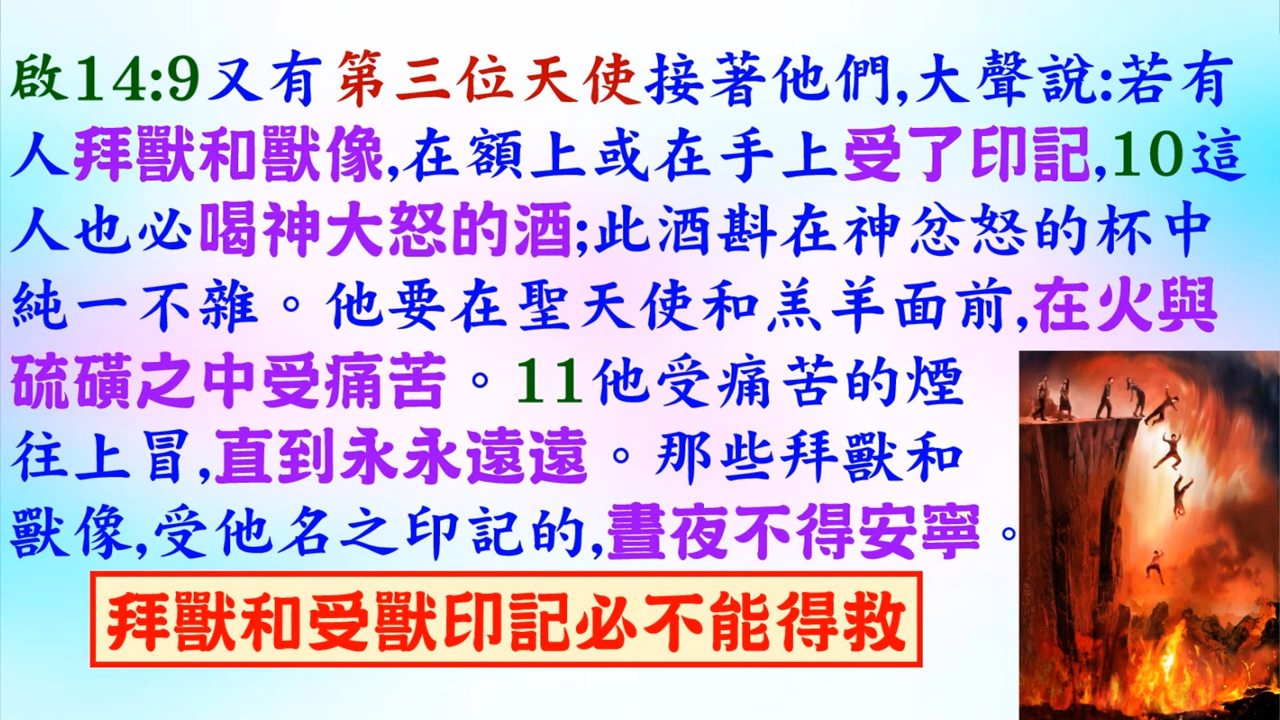 啟14:9又有第三位天使接著他們,大聲說:若有
人拜獸和獸像,在額上或在手上受了印記,10這
人也必喝神大怒的酒;此酒斟在神忿怒的杯中
純一不雜。他要在聖天使和羔羊面前,在火與
硫磺之中受痛苦。11他受痛苦的煙
往上冒,直到永永遠遠。那些拜獸和
獸像,受他名之印記的,晝夜不得安寧。
拜獸和受獸印記必不能得救